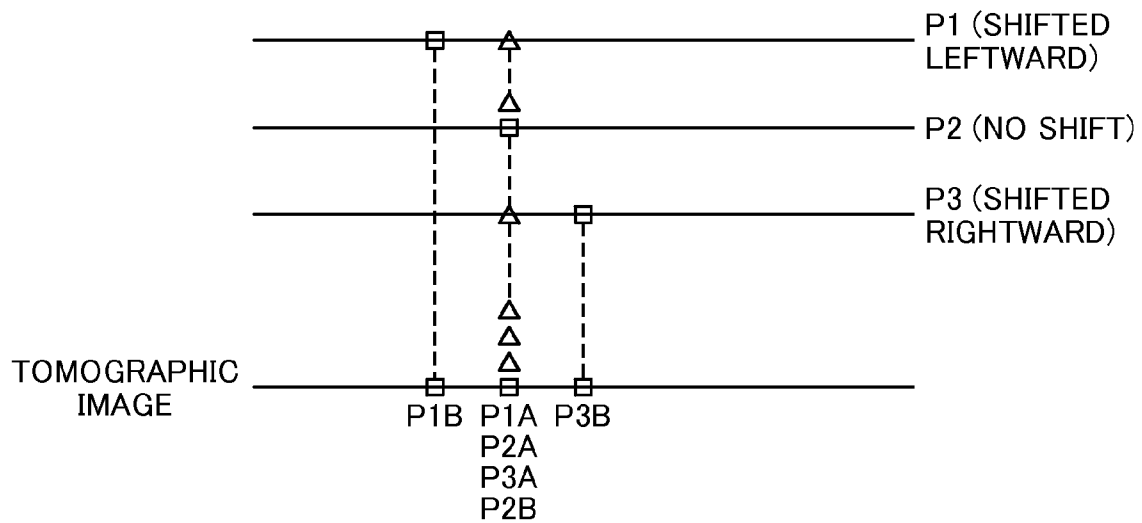 P1 (SHIFTED
LEFTWARD)
P2 (NO SHIFT)
P3 (SHIFTED
RIGHTWARD)
TOMOGRAPHIC
IMAGE
P1B P1A P3B
P2A
P3A
P2B